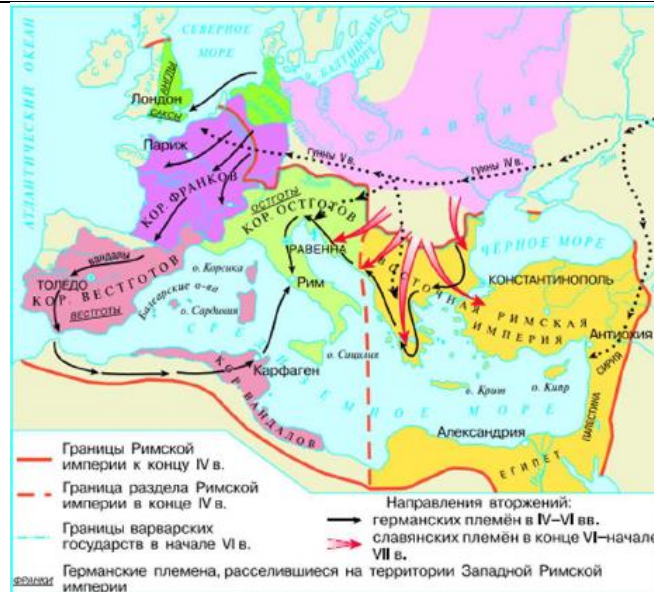 СЕВЕРНОЕ
МОРЕ
БАЛТИЙСКОЕ
МОРЕ
АТЛАНТИЧЕСКИЙ ОКЕАН
АНГЛЫ
Лондон
САКСЫ
Париж
СЛАВЯНЕ
ГУННЫ V в.
ГУННЫ IV в.
КОР. ФРАНКОВ
ОСТГОТЫ
КОР. ОСТГОТОВ
РАВЕННА
ЧЁРНОЕ МОРЕ
ВАНДАЛЫ
о. Корсика
Рим
КОНСТАНТИНОПОЛЬ
ТОЛЕДО
КОР. ВЕСТГОТОВ
ВЕСТГОТЫ
Балеарские о-ва
о. Сардиния
ВОСТОЧНАЯ РИМСКАЯ
ИМПЕРИЯ
Антиохия
СИРИЯ
СРЕДИЗЕМНОЕ МОРЕ
о. Сицилия
Карфаген
КОР. ВАНДАЛОВ
о. Крит
о. Кипр
ПАЛЕСТИНА
Александрия
ЕГИПЕТ
Границы Римской
империи к концу IV в.
Граница раздела Римской
империи в конце IV в.
Границы варварских
государств в начале VI в.
Направления вторжений:
германских племён в IV–VI вв.
славянских племён в конце VI–начале
VII в.
ФРАНКИ Германские племена, расселившиеся на территории Западной Римской
империи